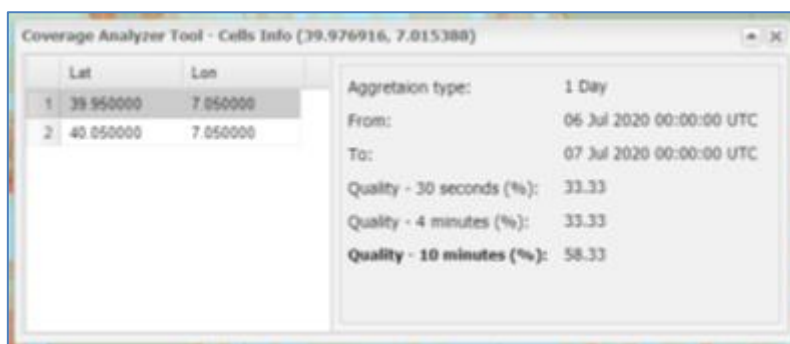 Coverage Analyzer Tool - Cells Info (39.976916, 7.015388)
Lat Lon
1 39.950000 7.050000
2 40.050000 7.050000
Aggretaion type: 1 Day
From: 06 Jul 2020 00:00:00 UTC
To: 07 Jul 2020 00:00:00 UTC
Quality - 30 seconds (%): 33.33
Quality - 4 minutes (%): 33.33
Quality - 10 minutes (%): 58.33